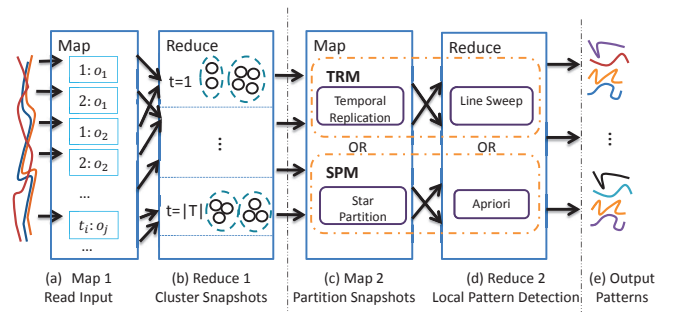 Map
1: o₁
2: o₁
1: o₂
2: o₂
...
tᵢ: oⱼ
...
Reduce
t=1
...
t=|T|
Map
TRM
Temporal
Replication
OR
SPM
Star
Partition
Reduce
Line Sweep
OR
Apriori
...
(a) Map 1
Read Input
(b) Reduce 1
Cluster Snapshots
(c) Map 2
Partition Snapshots
(d) Reduce 2
Local Pattern Detection
(e) Output
Patterns